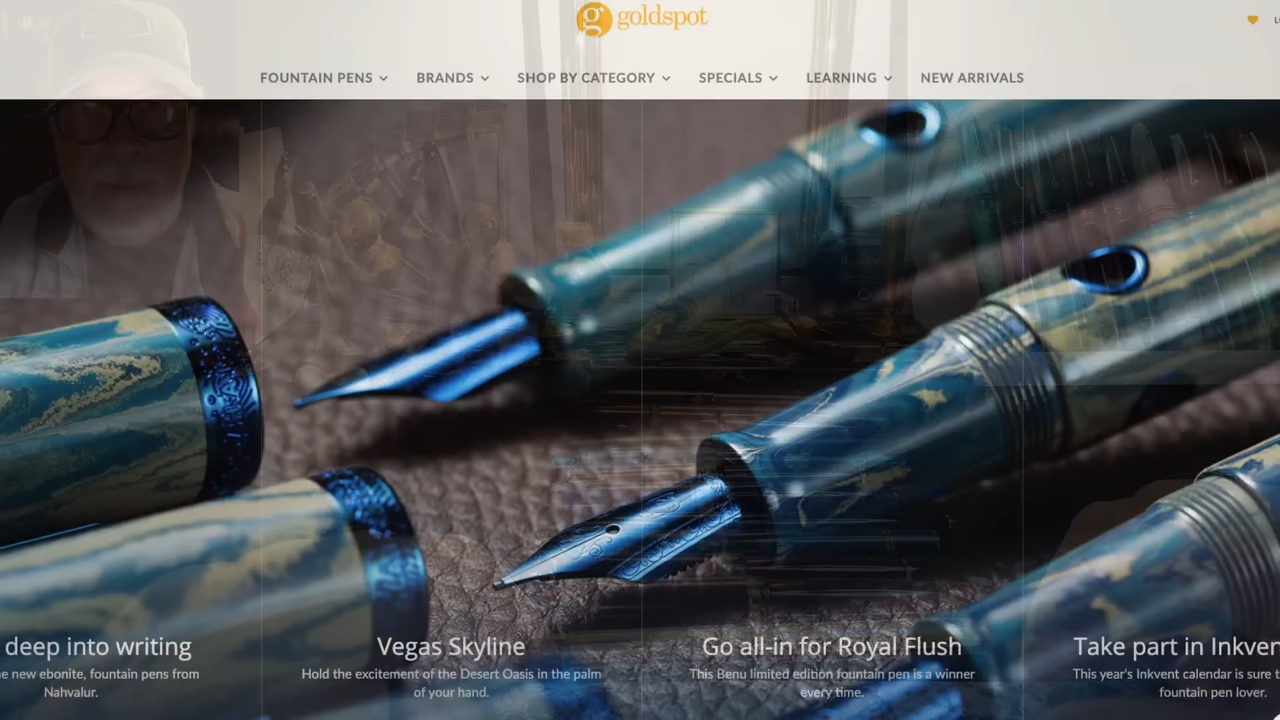 goldspot
FOUNTAIN PENS
BRANDS
SHOP BY CATEGORY
SPECIALS
LEARNING
NEW ARRIVALS
deep into writing
new ebonite, fountain pens from
Nahvalur.
Vegas Skyline
Hold the excitement of the Desert Oasis in the palm
of your hand.
Go all-in for Royal Flush
This Benu limited edition fountain pen is a winner
every time.
Take part in
This year's Inkvent calendar is sure
fountain pen lover.